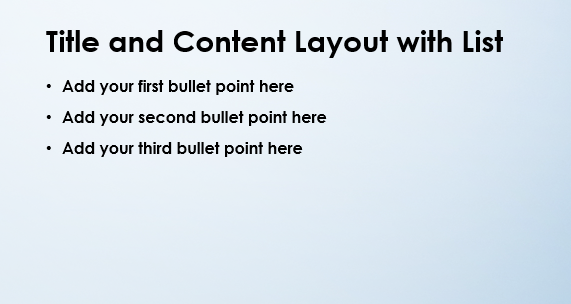 Title and Content Layout with List
• Add your first bullet point here
• Add your second bullet point here
• Add your third bullet point here